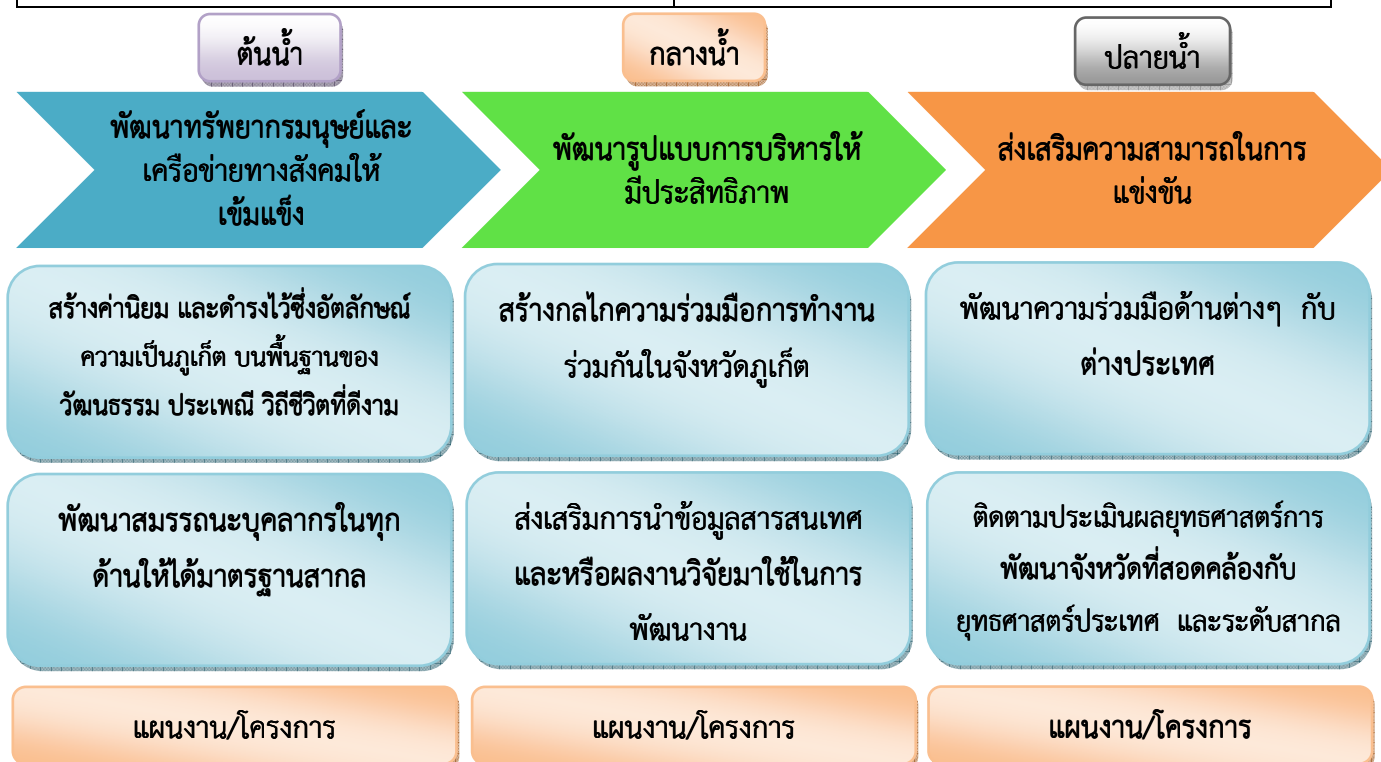 ต้นน้ำ
กลางน้ำ
ปลายน้ำ
พัฒนาทรัพยากรมนุษย์และ
เครือข่ายทางสังคมให้
เข้มแข็ง
พัฒนารูปแบบการบริหารให้
มีประสิทธิภาพ
ส่งเสริมความสามารถในการ
แข่งขัน
สร้างค่านิยม และดำรงไว้ซึ่งอัตลักษณ์
ความเป็นภูเก็ต บนพื้นฐานของ
วัฒนธรรม ประเพณี วิถีชีวิตที่ดีงาม
สร้างกลไกความร่วมมือการทำงาน
ร่วมกันในจังหวัดภูเก็ต
พัฒนาความร่วมมือด้านต่างๆ กับ
ต่างประเทศ
พัฒนาสมรรถนะบุคลากรในทุก
ด้านให้ได้มาตรฐานสากล
ส่งเสริมการนำข้อมูลสารสนเทศ
และหรือผลงานวิจัยมาใช้ในการ
พัฒนางาน
ติดตามประเมินผลยุทธศาสตร์การ
พัฒนาจังหวัดที่สอดคล้องกับ
ยุทธศาสตร์ประเทศ และระดับสากล
แผนงาน/โครงการ
แผนงาน/โครงการ
แผนงาน/โครงการ